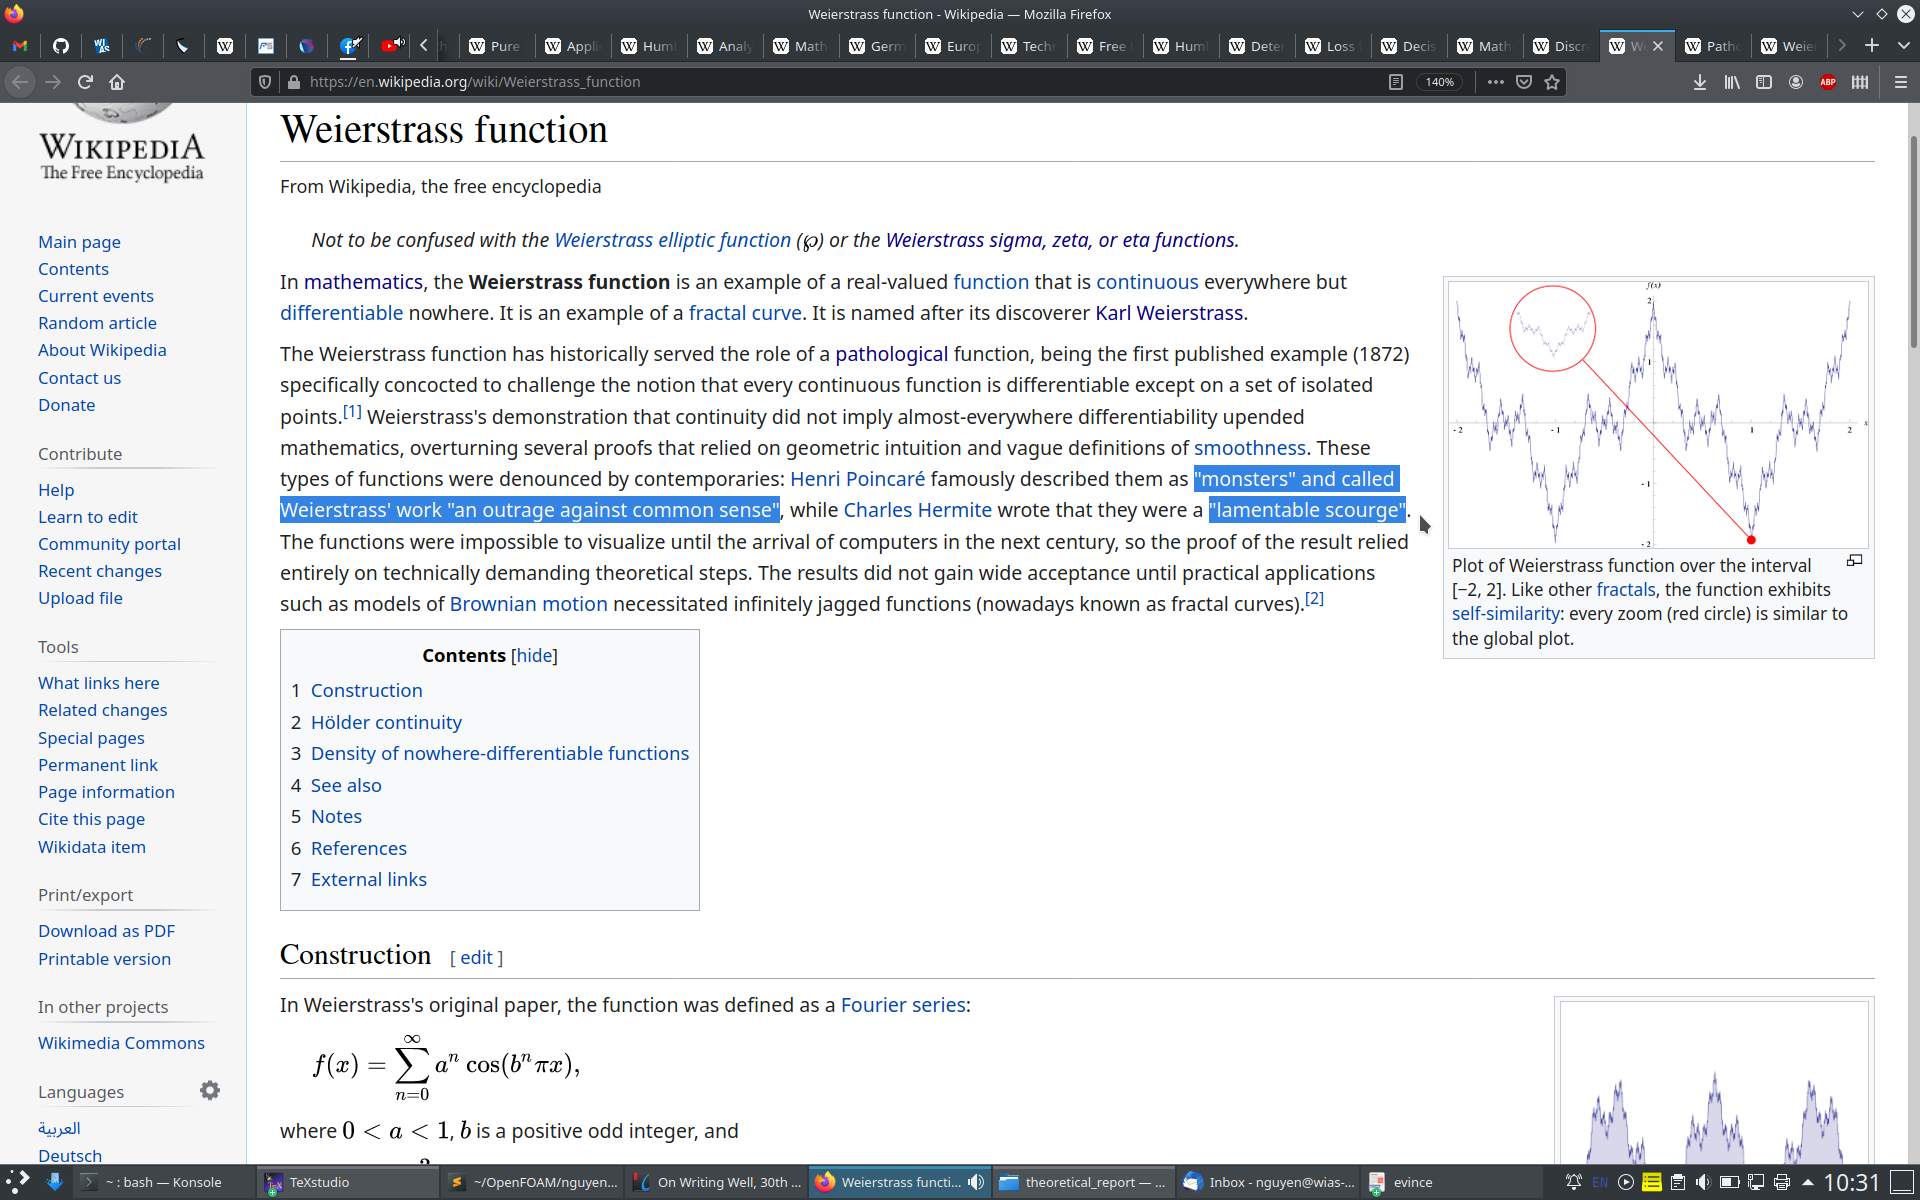 Weierstrass function - Wikipedia — Mozilla Firefox
Pure
Appli
Hum
Analy
Math
Germ
Euro
Tech
Free
Hum
Dete
Loss
Decis
Math
Discr
Path
Weie
https://en.wikipedia.org/wiki/Weierstrass_function
140%
ABP
WIKIPEDIA
The Free Encyclopedia
Main page
Contents
Current events
Random article
About Wikipedia
Contact us
Donate
Contribute
Help
Learn to edit
Community portal
Recent changes
Upload file
Tools
What links here
Related changes
Special pages
Permanent link
Page information
Cite this page
Wikidata item
Print/export
Download as PDF
Printable version
In other projects
Wikimedia Commons
Languages
العربية
Deutsch
Weierstrass function
From Wikipedia, the free encyclopedia
Not to be confused with the Weierstrass elliptic function (℘) or the Weierstrass sigma, zeta, or eta functions.
In mathematics, the Weierstrass function is an example of a real-valued function that is continuous everywhere but
differentiable nowhere. It is an example of a fractal curve. It is named after its discoverer Karl Weierstrass.
The Weierstrass function has historically served the role of a pathological function, being the first published example (1872)
specifically concocted to challenge the notion that every continuous function is differentiable except on a set of isolated
points.[1] Weierstrass's demonstration that continuity did not imply almost-everywhere differentiability upended
mathematics, overturning several proofs that relied on geometric intuition and vague definitions of smoothness. These
types of functions were denounced by contemporaries: Henri Poincaré famously described them as "monsters" and called
Weierstrass' work "an outrage against common sense", while Charles Hermite wrote that they were a "lamentable scourge".
The functions were impossible to visualize until the arrival of computers in the next century, so the proof of the result relied
entirely on technically demanding theoretical steps. The results did not gain wide acceptance until practical applications
such as models of Brownian motion necessitated infinitely jagged functions (nowadays known as fractal curves).[2]
f(x)
2
1
-2
-1
1
2
x
-1
-2
Plot of Weierstrass function over the interval
[−2, 2]. Like other fractals, the function exhibits
self-similarity: every zoom (red circle) is similar to
the global plot.
Contents [hide]
1 Construction
2 Hölder continuity
3 Density of nowhere-differentiable functions
4 See also
5 Notes
6 References
7 External links
Construction [ edit ]
In Weierstrass's original paper, the function was defined as a Fourier series:
f(x) = ∑_{n=0}^{∞} a^n cos(b^n πx),
where 0 < a < 1, b is a positive odd integer, and
~ : bash — Konsole
TeXstudio
~/OpenFOAM/nguyen...
On Writing Well, 30th ...
Weierstrass functi...
theoretical_report — ...
Inbox - nguyen@wias-...
evince
EN
10:31